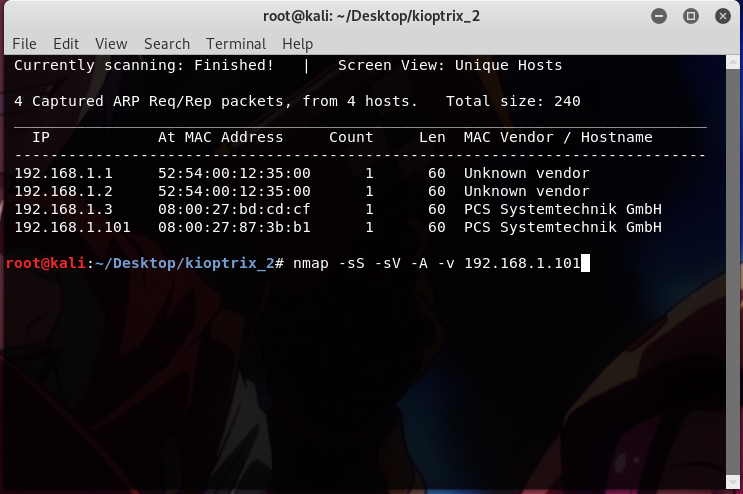 root@kali: ~/Desktop/kioptrix_2
File Edit View Search Terminal Help
Currently scanning: Finished! | Screen View: Unique Hosts
4 Captured ARP Req/Rep packets, from 4 hosts. Total size: 240
_____________________________________________________________________________
IP At MAC Address Count Len MAC Vendor / Hostname
-----------------------------------------------------------------------------
192.168.1.1 52:54:00:12:35:00 1 60 Unknown vendor
192.168.1.2 52:54:00:12:35:00 1 60 Unknown vendor
192.168.1.3 08:00:27:bd:cd:cf 1 60 PCS Systemtechnik GmbH
192.168.1.101 08:00:27:87:3b:b1 1 60 PCS Systemtechnik GmbH
root@kali:~/Desktop/kioptrix_2# nmap -sS -sV -A -v 192.168.1.101